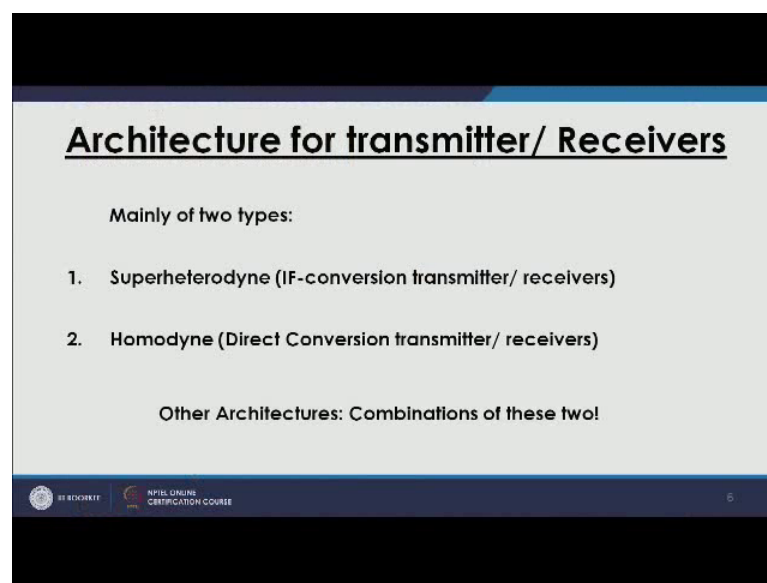 Architecture for transmitter/ Receivers
Mainly of two types:
1. Superheterodyne (IF-conversion transmitter/ receivers)
2. Homodyne (Direct Conversion transmitter/ receivers)
Other Architectures: Combinations of these two!
IIT ROORKEE
NPTEL ONLINE
CERTIFICATION COURSE
6